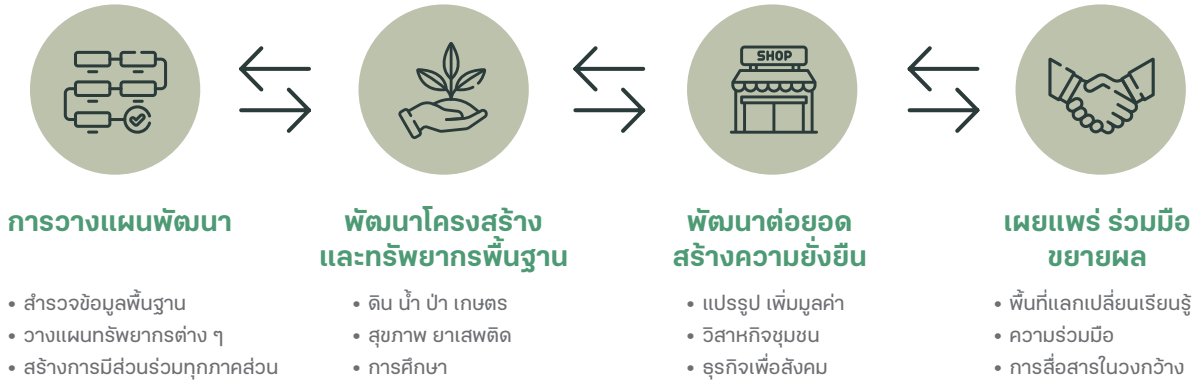 SHOP
การวางแผนพัฒนา
• สำรวจข้อมูลพื้นฐาน
• วางแผนทรัพยากรต่าง ๆ
• สร้างการมีส่วนร่วมทุกภาคส่วน
พัฒนาโครงสร้าง
และทรัพยากรพื้นฐาน
• ดิน น้ำ ป่า เกษตร
• สุขภาพ ยาเสพติด
• การศึกษา
พัฒนาต่อยอด
สร้างความยั่งยืน
• แปรรูป เพิ่มมูลค่า
• วิสาหกิจชุมชน
• ธุรกิจเพื่อสังคม
เผยแพร่ ร่วมมือ
ขยายผล
• พื้นที่แลกเปลี่ยนเรียนรู้
• ความร่วมมือ
• การสื่อสารในวงกว้าง